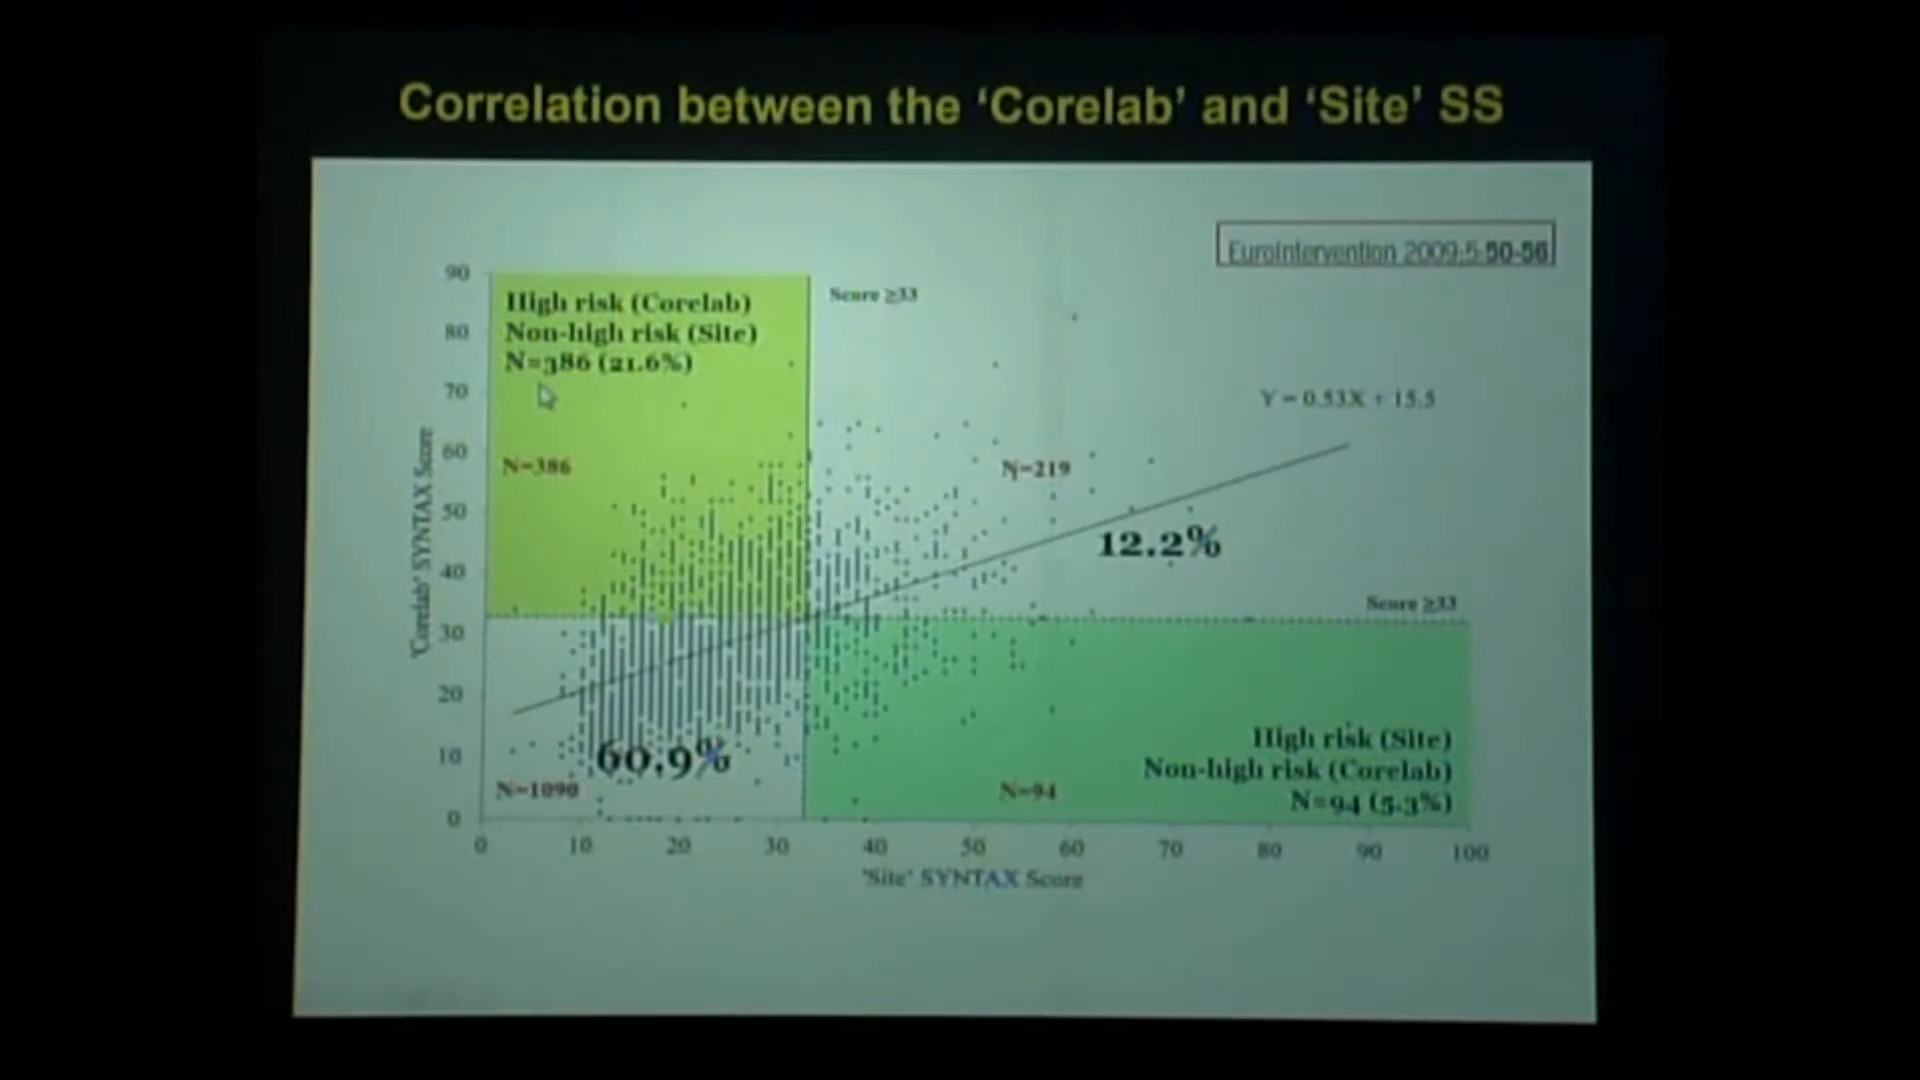 Correlation between the ‘Corelab’ and ‘Site’ SS
EuroIntervention 2009;5:50-56
High risk (Corelab)
Non-high risk (Site)
N=386 (21.6%)
Score ≥33
Y = 0.53X + 15.5
N=386
N=219
12.2%
Score ≥33
60.9%
N=1090
N=94
High risk (Site)
Non-high risk (Corelab)
N=94 (5.3%)
'Corelab' SYNTAX Score
90
80
70
60
50
40
30
20
10
0
0 10 20 30 40 50 60 70 80 90 100
'Site' SYNTAX Score